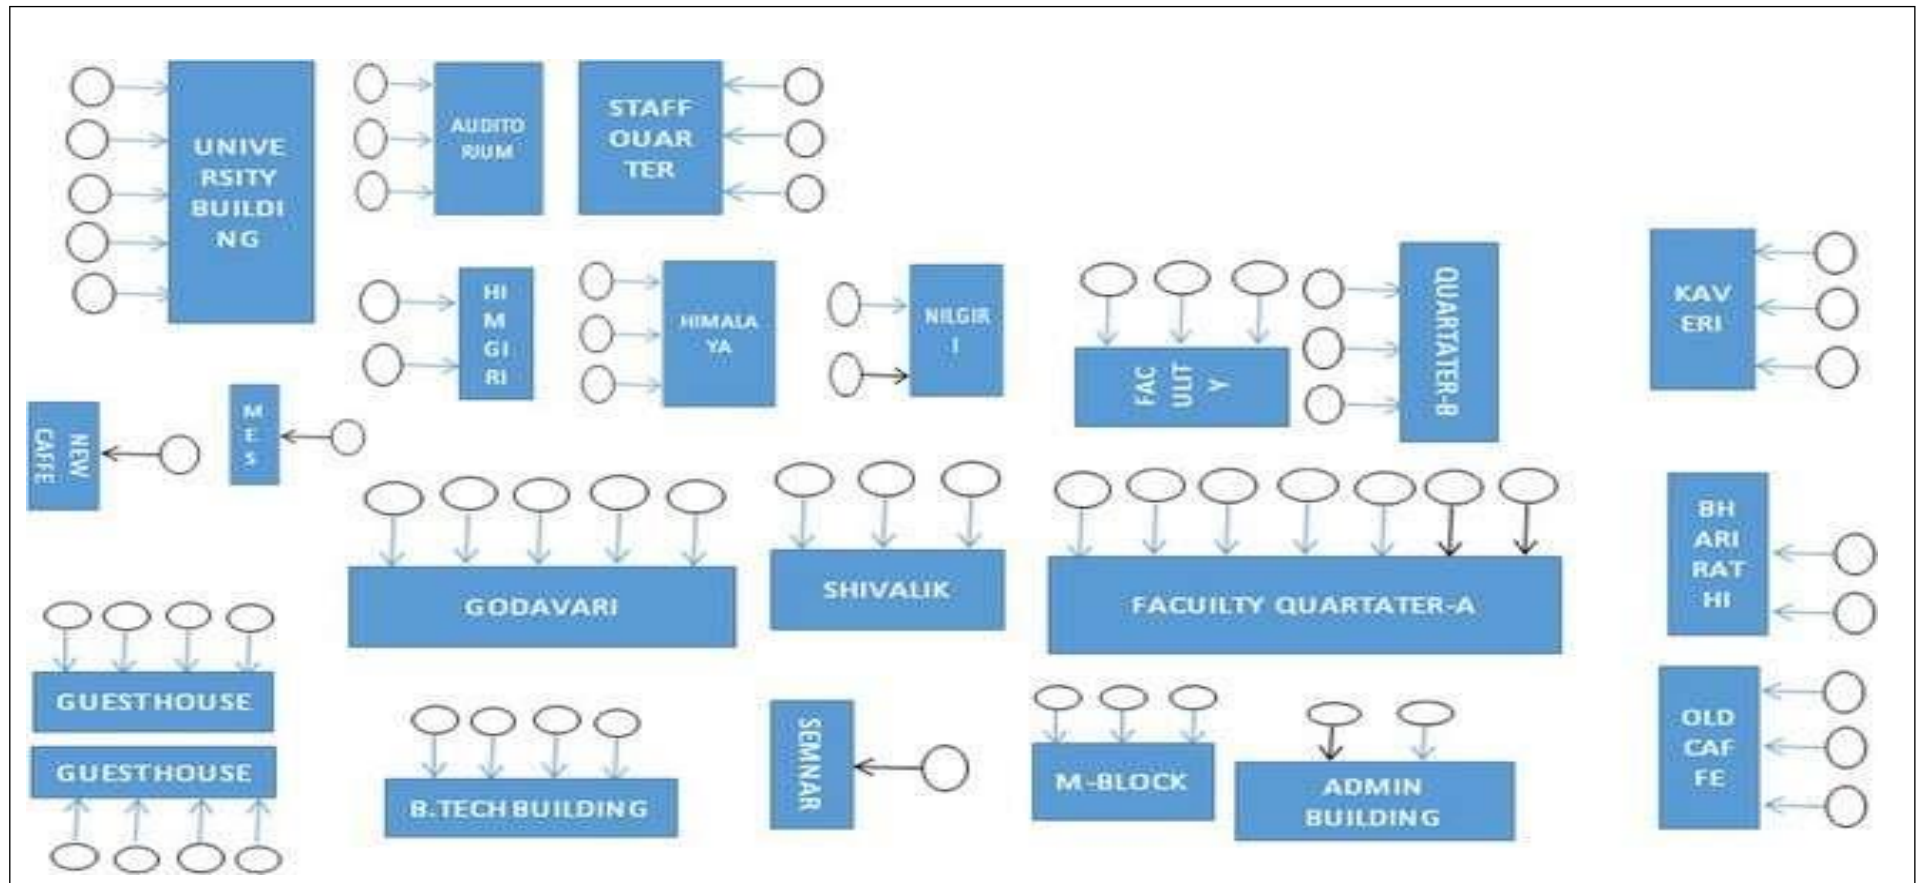 UNIVE
RSITY
BUILDI
NG
AUDITO
RIUM
STAFF
OUAR
TER
HI
M
GI
RI
HIMALA
YA
NILGIR
I
FAC
ULIT
Y
QUARTATER-B
KAV
ERI
NEW
CAFFE
M
E
S
GODAVARI
SHIVALIK
FACUILTY QUARTATER-A
BH
ARI
RAT
HI
GUESTHOUSE
GUESTHOUSE
B.TECH BUILDING
SEMNAR
M-BLOCK
ADMIN
BUILDING
OLD
CAF
FE